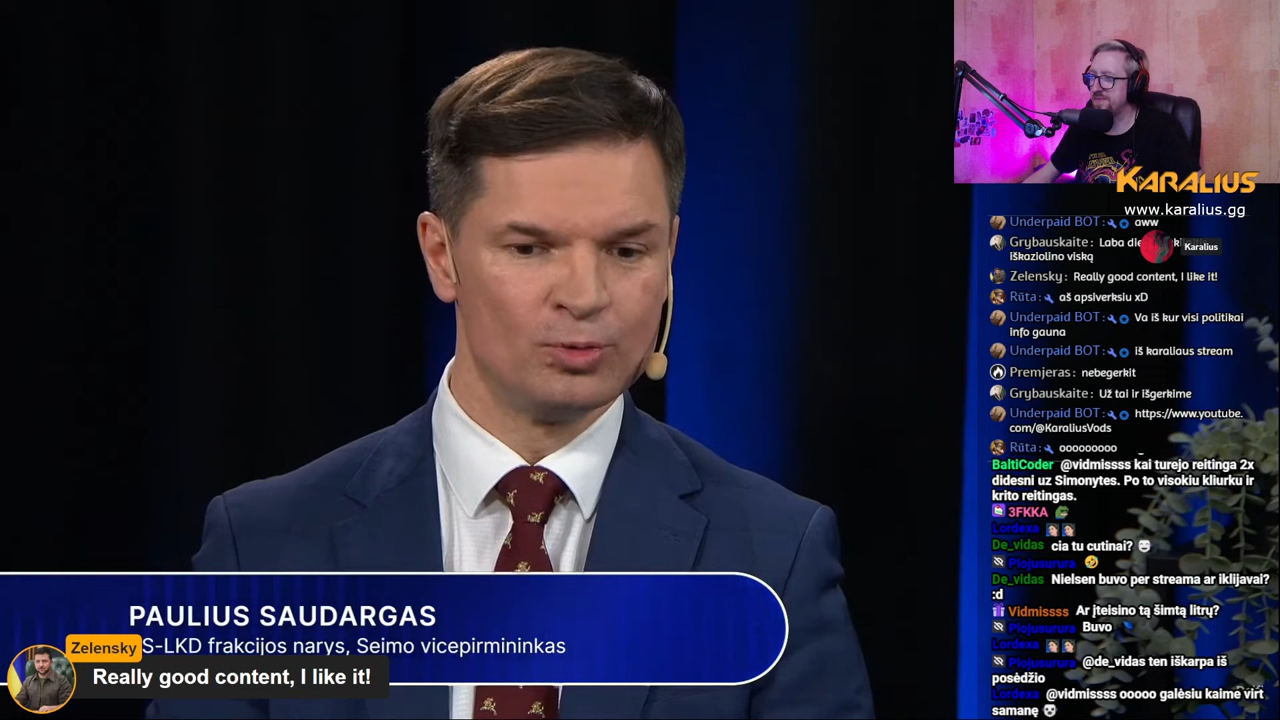 KARALIUS
www.karalius.gg
Underpaid BOT: aww
Grybauskaite: Laba die
iškaziolino viską
Karalius
Zelensky: Really good content, I like it!
Rūta: aš apsiverksiu xD
Underpaid BOT: Va iš kur visi politikai
info gauna
Underpaid BOT: iš karaliaus stream
Premjeras: nebegerkit
Grybauskaite: Už tai ir išgerkime
Underpaid BOT: https://www.youtube.
com/@KaraliusVods
Rūta: ooooooooo
BaltiCoder @vidmissss kai turejo reitinga 2x
didesni uz Simonytes. Po to visokiu kliurku ir
krito reitingas.
3FKKA
Lordexa
De_vidas cia tu cutinai?
Plojusurura
De_vidas Nielsen buvo per streama ar iklijavai?
:d
Vidmissss Ar įteisino tą šimtą litrų?
Plojusurura Buvo
Lordexa
Plojusurura @de_vidas ten iškarpa iš
posėdžio
Lordexa @vidmissss ooooo galėsiu kaime virt
samanę
PAULIUS SAUDARGAS
S-LKD frakcijos narys, Seimo vicepirmininkas
Zelensky
Really good content, I like it!